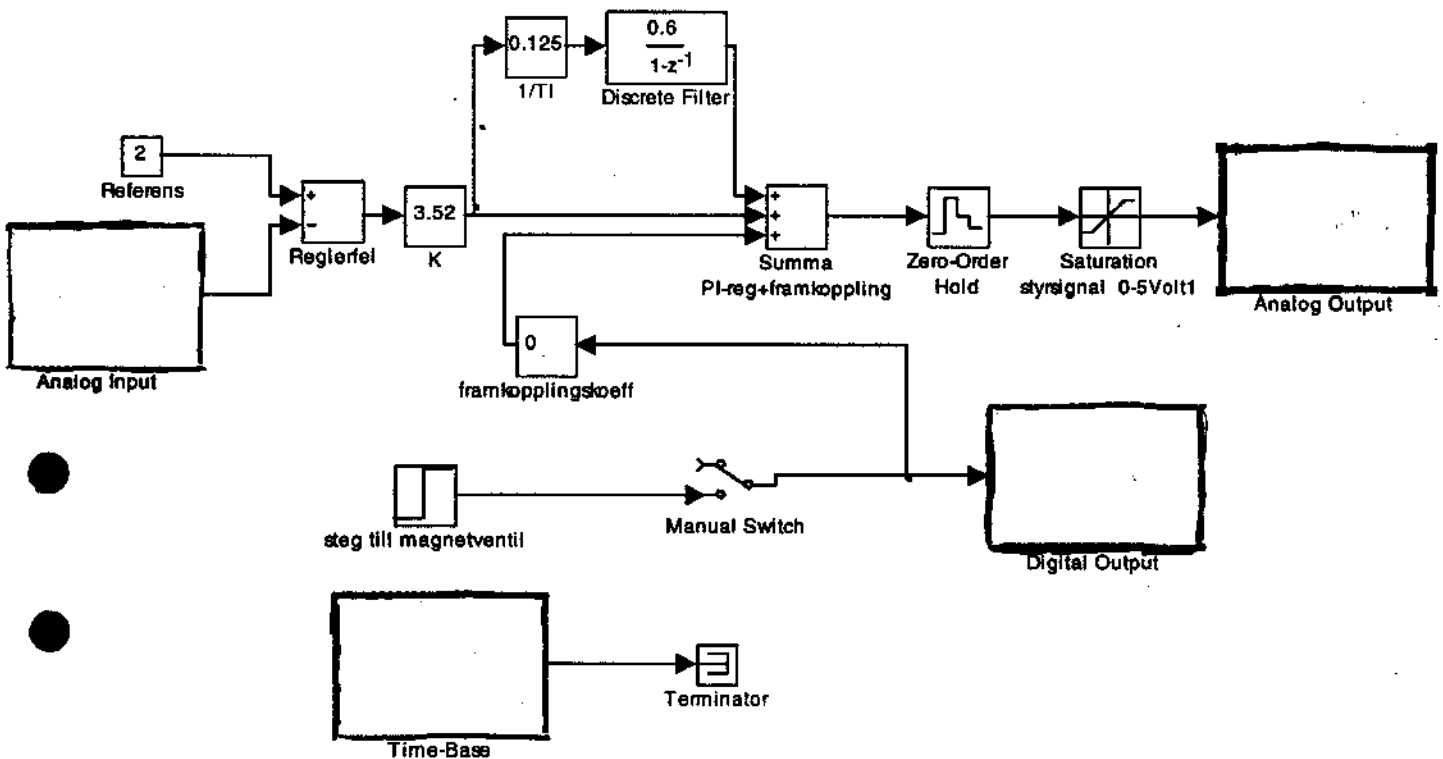 0.125
1/TI
0.6
1-z-1
Discrete Filter
2
Referens
+
−
Reglerfel
3.52
K
+
+
+
Summa
PI-reg+framkoppling
Zero-Order
Hold
Saturation
styrsignal 0-5Volt1
Analog Output
Analog Input
0
framkopplingskoeff
steg till magnetventil
Manual Switch
Digital Output
Terminator
Time-Base